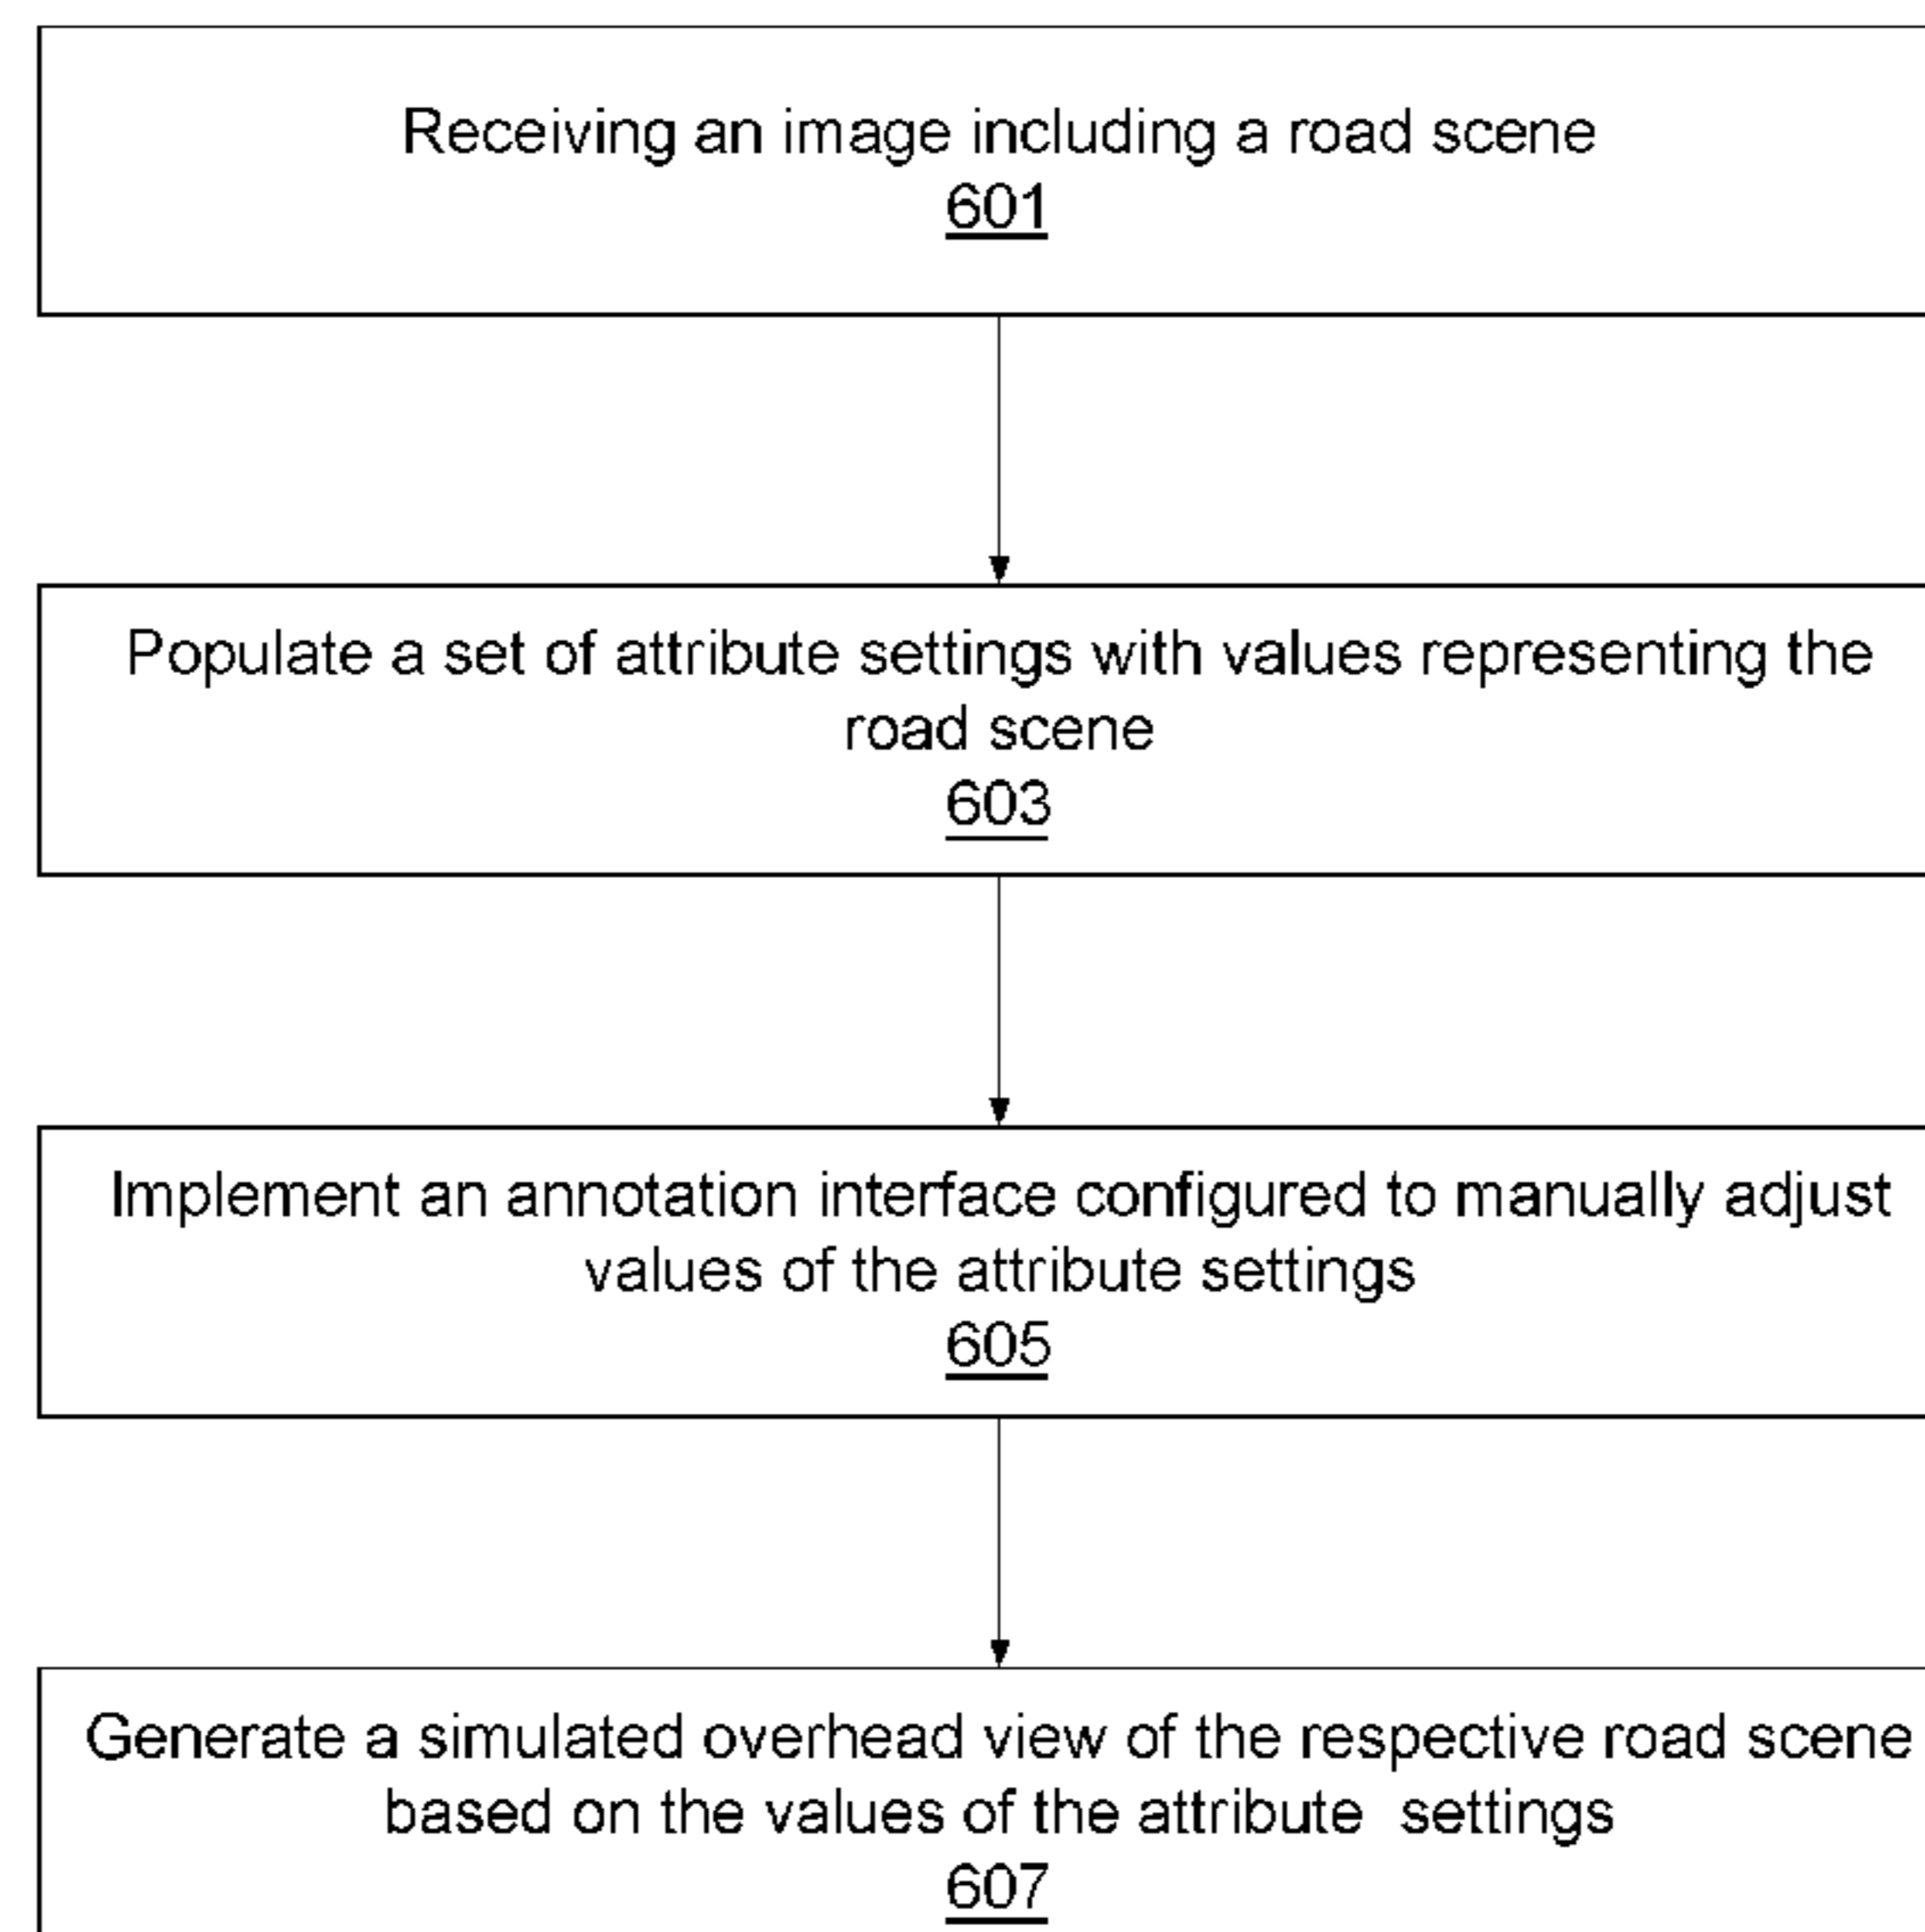 Receiving an image including a road scene
601
Populate a set of attribute settings with values representing the
road scene
603
Implement an annotation interface configured to manually adjust
values of the attribute settings
605
Generate a simulated overhead view of the respective road scene
based on the values of the attribute settings
607